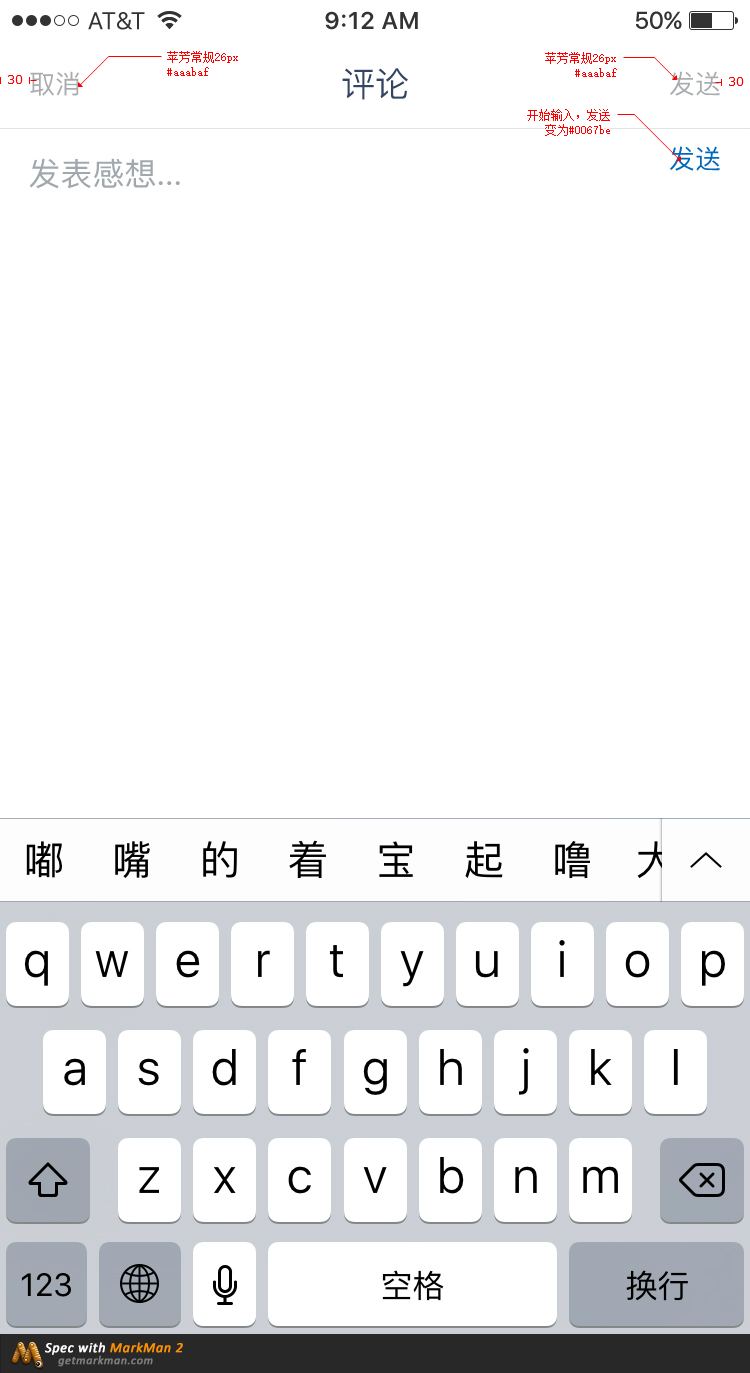 AT&T 9:12 AM 50%
苹芳常规26px
#aaabaf
苹芳常规26px
#aaabaf
30 取消 评论 发送 30
开始输入，发送
变为#0067be
发送
发表感想...
嘟 嘴 的 着 宝 起 噜 大
q w e r t y u i o p
a s d f g h j k l
z x c v b n m
123 空格 换行
Spec with MarkMan 2
getmarkman.com